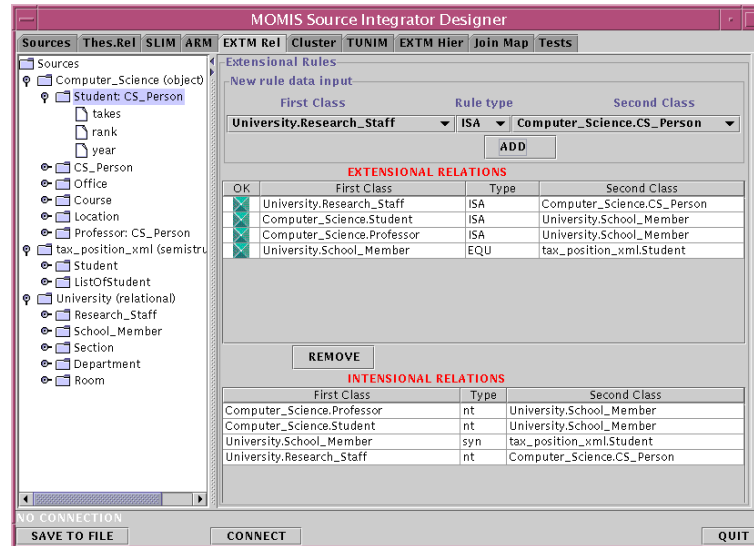 MOMIS Source Integrator Designer
Sources Thes.Rel SLIM ARM EXTM Rel Cluster TUNIM EXTM Hier Join Map Tests
Sources
Computer_Science (object)
Student: CS_Person
takes
rank
year
CS_Person
Office
Course
Location
Professor: CS_Person
tax_position_xml (semistru
Student
ListOfStudent
University (relational)
Research_Staff
School_Member
Section
Department
Room
Extensional Rules
New rule data input
First Class Rule type Second Class
University.Research_Staff ISA Computer_Science.CS_Person
ADD
EXTENSIONAL RELATIONS
OK First Class Type Second Class
University.Research_Staff ISA Computer_Science.CS_Person
Computer_Science.Student ISA University.School_Member
Computer_Science.Professor ISA University.School_Member
University.School_Member EQU tax_position_xml.Student
REMOVE
INTENSIONAL RELATIONS
First Class Type Second Class
Computer_Science.Professor nt University.School_Member
Computer_Science.Student nt University.School_Member
University.School_Member syn tax_position_xml.Student
University.Research_Staff nt Computer_Science.CS_Person
NO CONNECTION
SAVE TO FILE CONNECT QUIT